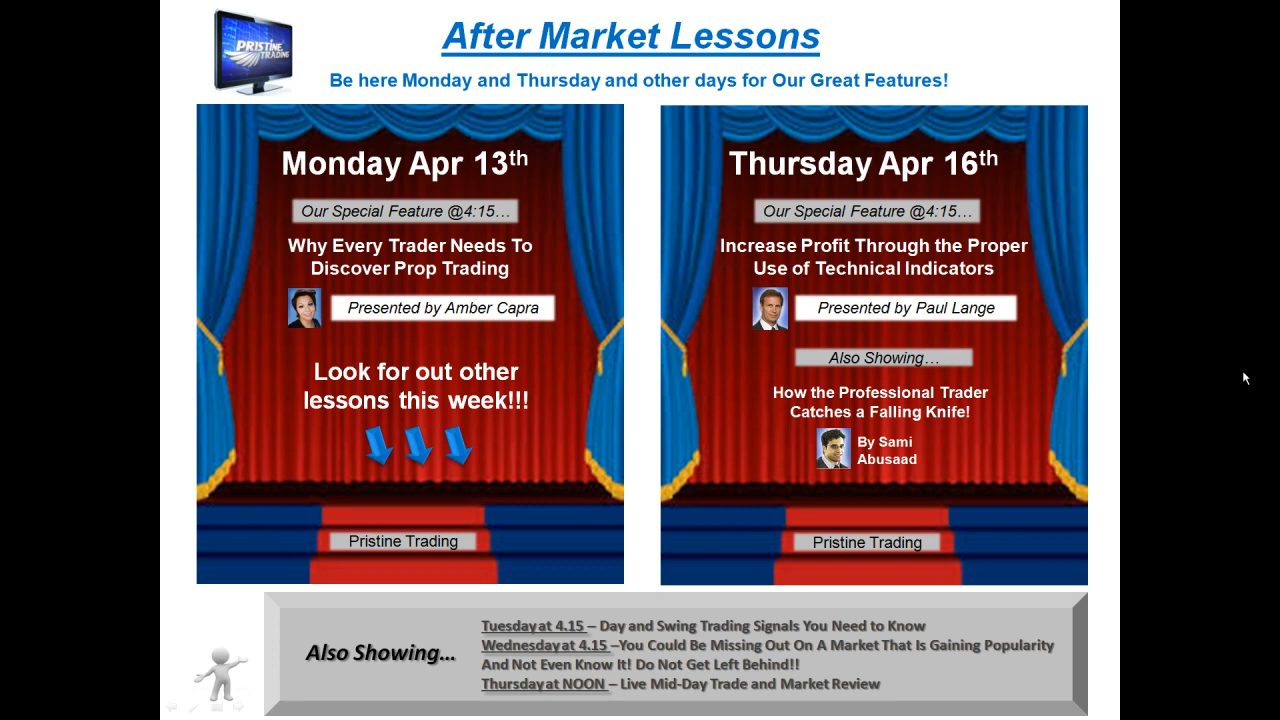 PRISTINE
TRADING
After Market Lessons
Be here Monday and Thursday and other days for Our Great Features!
Monday Apr 13th
Our Special Feature @4:15…
Why Every Trader Needs To
Discover Prop Trading
Presented by Amber Capra
Look for out other
lessons this week!!!
Pristine Trading
Thursday Apr 16th
Our Special Feature @4:15…
Increase Profit Through the Proper
Use of Technical Indicators
Presented by Paul Lange
Also Showing…
How the Professional Trader
Catches a Falling Knife!
By Sami
Abusaad
Pristine Trading
Also Showing…
Tuesday at 4.15 – Day and Swing Trading Signals You Need to Know
Wednesday at 4.15 –You Could Be Missing Out On A Market That Is Gaining Popularity
And Not Even Know It! Do Not Get Left Behind!!
Thursday at NOON – Live Mid-Day Trade and Market Review